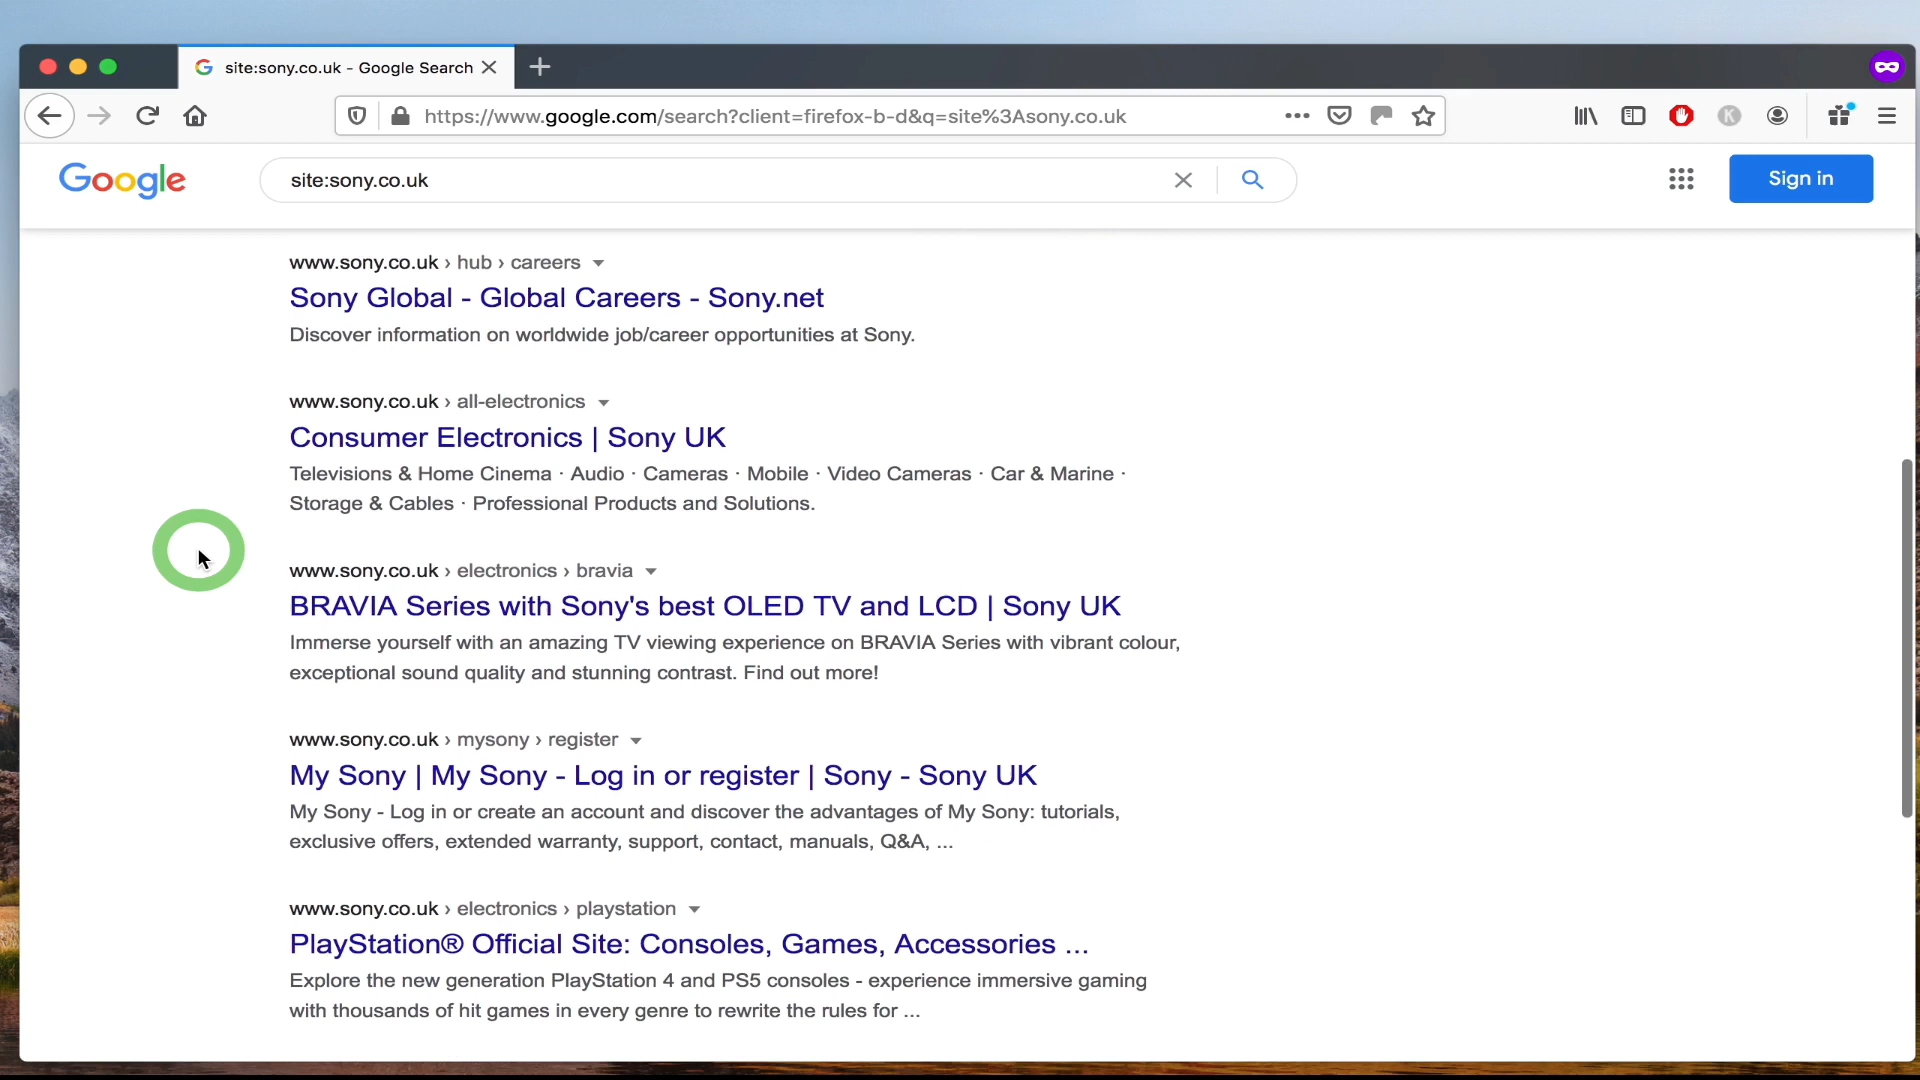 site:sony.co.uk - Google Search
https://www.google.com/search?client=firefox-b-d&q=site%3Asony.co.uk
Google
site:sony.co.uk
Sign in
www.sony.co.uk › hub › careers
Sony Global - Global Careers - Sony.net
Discover information on worldwide job/career opportunities at Sony.
www.sony.co.uk › all-electronics
Consumer Electronics | Sony UK
Televisions & Home Cinema · Audio · Cameras · Mobile · Video Cameras · Car & Marine ·
Storage & Cables · Professional Products and Solutions.
www.sony.co.uk › electronics › bravia
BRAVIA Series with Sony's best OLED TV and LCD | Sony UK
Immerse yourself with an amazing TV viewing experience on BRAVIA Series with vibrant colour,
exceptional sound quality and stunning contrast. Find out more!
www.sony.co.uk › mysony › register
My Sony | My Sony - Log in or register | Sony - Sony UK
My Sony - Log in or create an account and discover the advantages of My Sony: tutorials,
exclusive offers, extended warranty, support, contact, manuals, Q&A, ...
www.sony.co.uk › electronics › playstation
PlayStation® Official Site: Consoles, Games, Accessories ...
Explore the new generation PlayStation 4 and PS5 consoles - experience immersive gaming
with thousands of hit games in every genre to rewrite the rules for ...